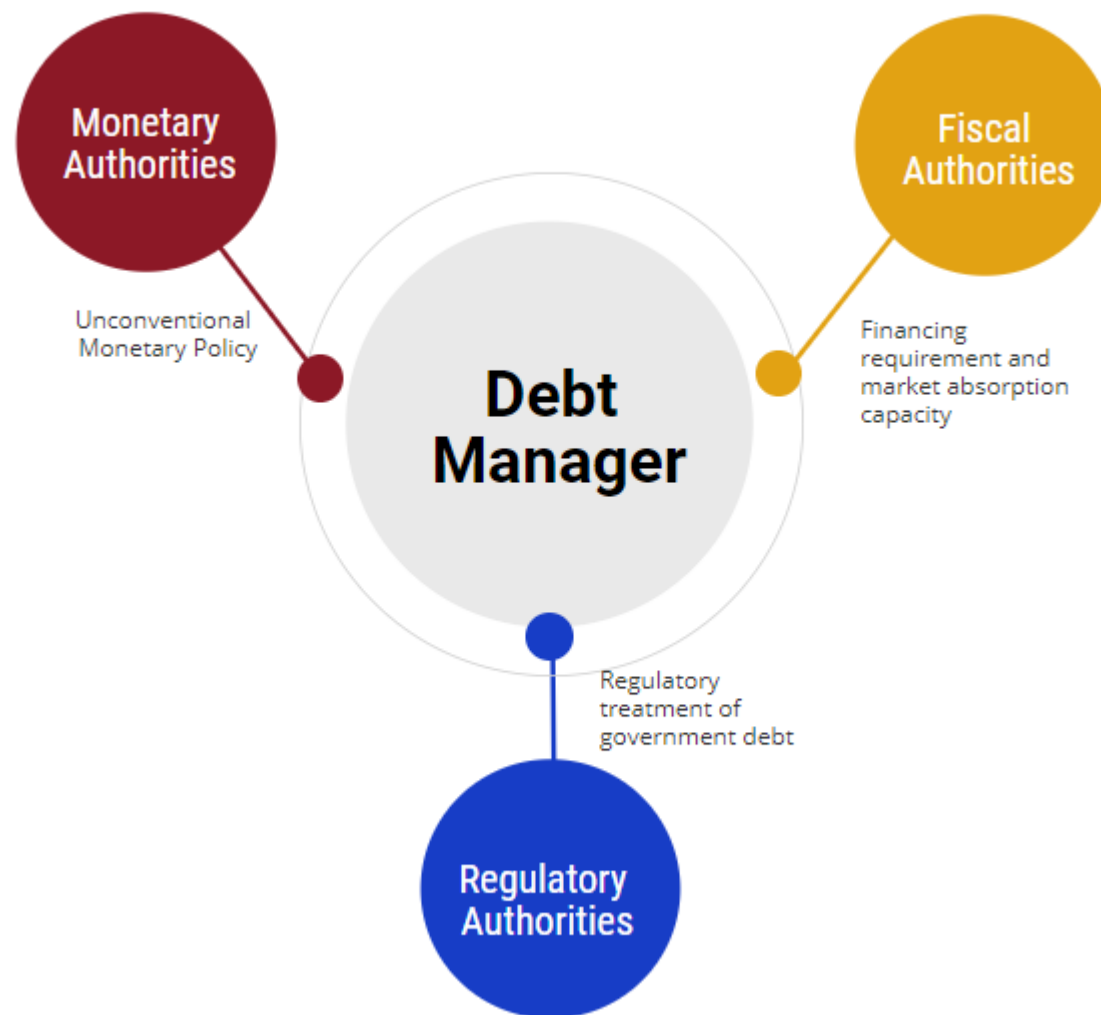 Monetary
Authorities
Fiscal
Authorities
Unconventional
Monetary Policy
Financing
requirement and
market absorption
capacity
Debt
Manager
Regulatory
treatment of
government debt
Regulatory
Authorities